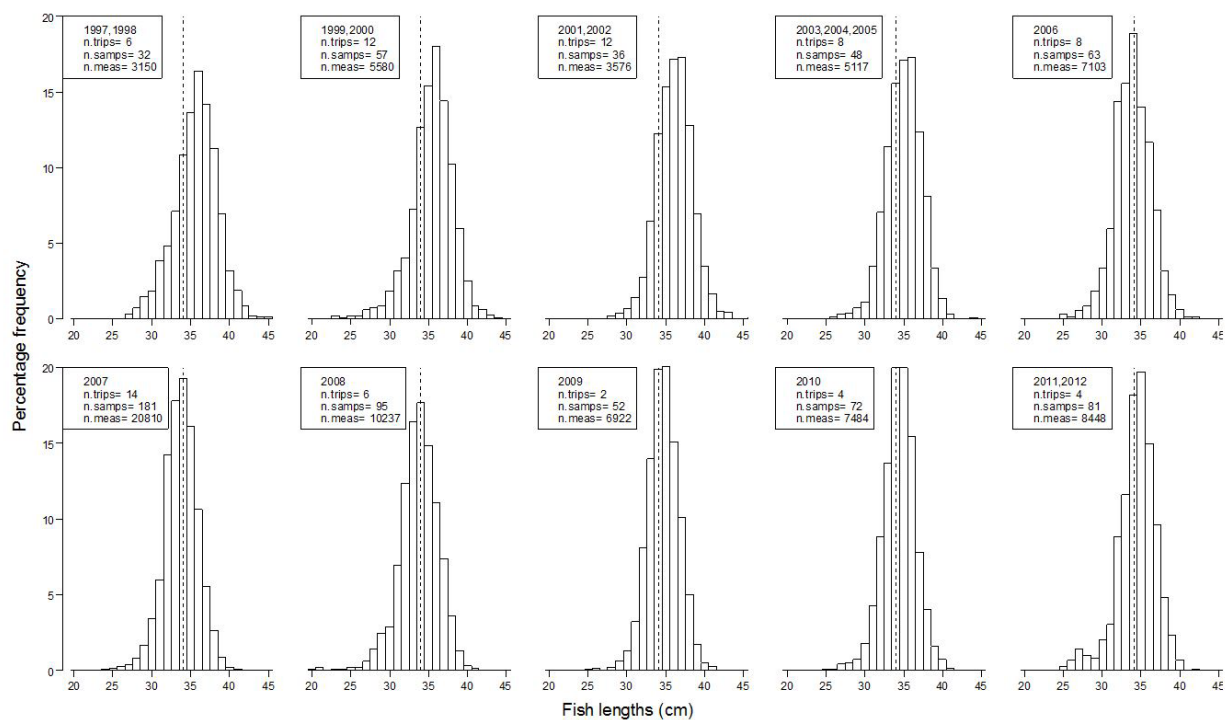 Percentage frequency
20
15
10
5
0
1997,1998
n.trips= 6
n.samps= 32
n.meas= 3150
20 25 30 35 40 45
1999,2000
n.trips= 12
n.samps= 57
n.meas= 5580
20 25 30 35 40 45
2001,2002
n.trips= 12
n.samps= 36
n.meas= 3576
20 25 30 35 40 45
2003,2004,2005
n.trips= 8
n.samps= 48
n.meas= 5117
20 25 30 35 40 45
2006
n.trips= 8
n.samps= 63
n.meas= 7103
20 25 30 35 40 45
20
15
10
5
0
2007
n.trips= 14
n.samps= 181
n.meas= 20810
20 25 30 35 40 45
2008
n.trips= 6
n.samps= 95
n.meas= 10237
20 25 30 35 40 45
2009
n.trips= 2
n.samps= 52
n.meas= 6922
20 25 30 35 40 45
2010
n.trips= 4
n.samps= 72
n.meas= 7484
20 25 30 35 40 45
2011,2012
n.trips= 4
n.samps= 81
n.meas= 8448
20 25 30 35 40 45
Fish lengths (cm)